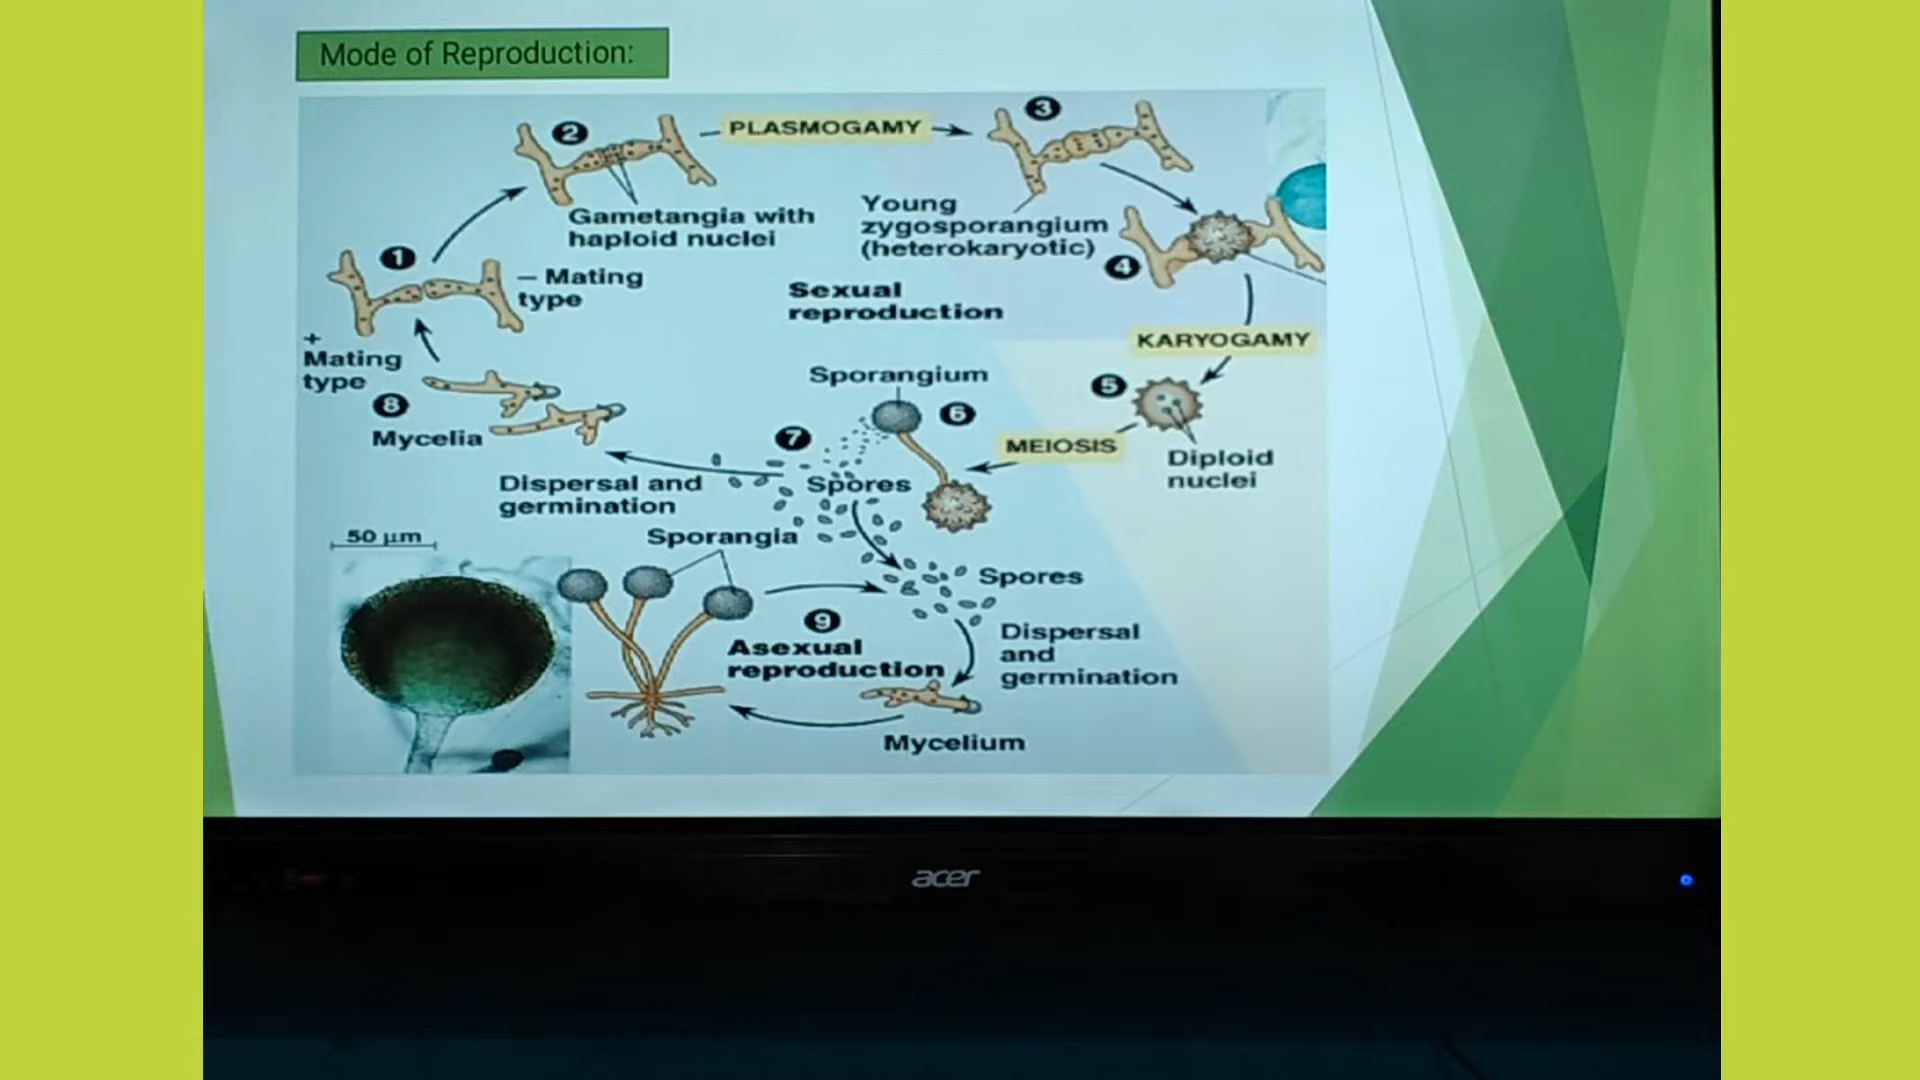 Mode of Reproduction:
2
PLASMOGAMY
3
Gametangia with
haploid nuclei
Young
zygosporangium
(heterokaryotic)
1
– Mating
type
4
Sexual
reproduction
+
Mating
type
KARYOGAMY
Sporangium
5
8
6
Mycelia
7
MEIOSIS
Diploid
nuclei
Dispersal and
germination
Spores
50 µm
Sporangia
Spores
9
Asexual
reproduction
Dispersal
and
germination
Mycelium
acer